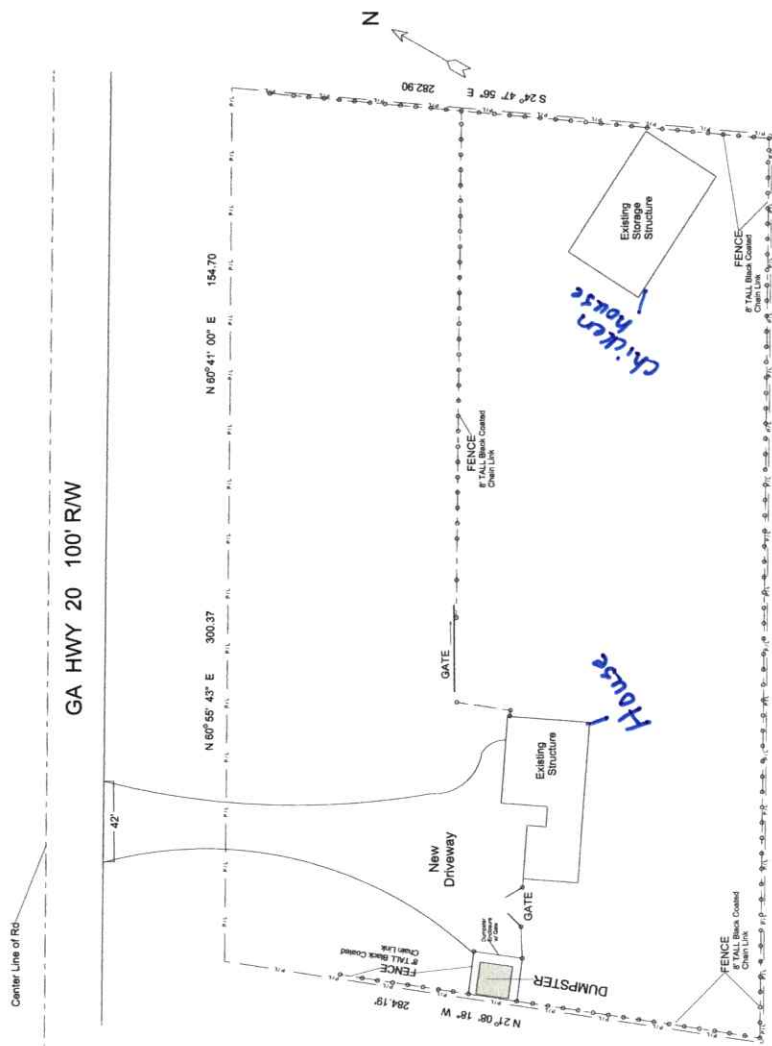 Center Line of Rd
GA HWY 20 100' R/W
42'
N
N 60° 55' 43" E 300.37
N 60° 41' 00" E 154.70
S 24° 47' 56" E 282.90
N 21° 08' 18" W 284.19'
P/L
New
Driveway
GATE
FENCE
8' TALL Black Coated
Chain Link
Existing
Structure
House
Existing
Storage
Structure
chicken
house
GATE
Dumpster
Enclosure
w/ Gate
DUMPSTER
FENCE
8' TALL Black Coated
Chain Link
FENCE
8' TALL Black Coated
Chain Link
FENCE
8' TALL Black Coated
Chain Link